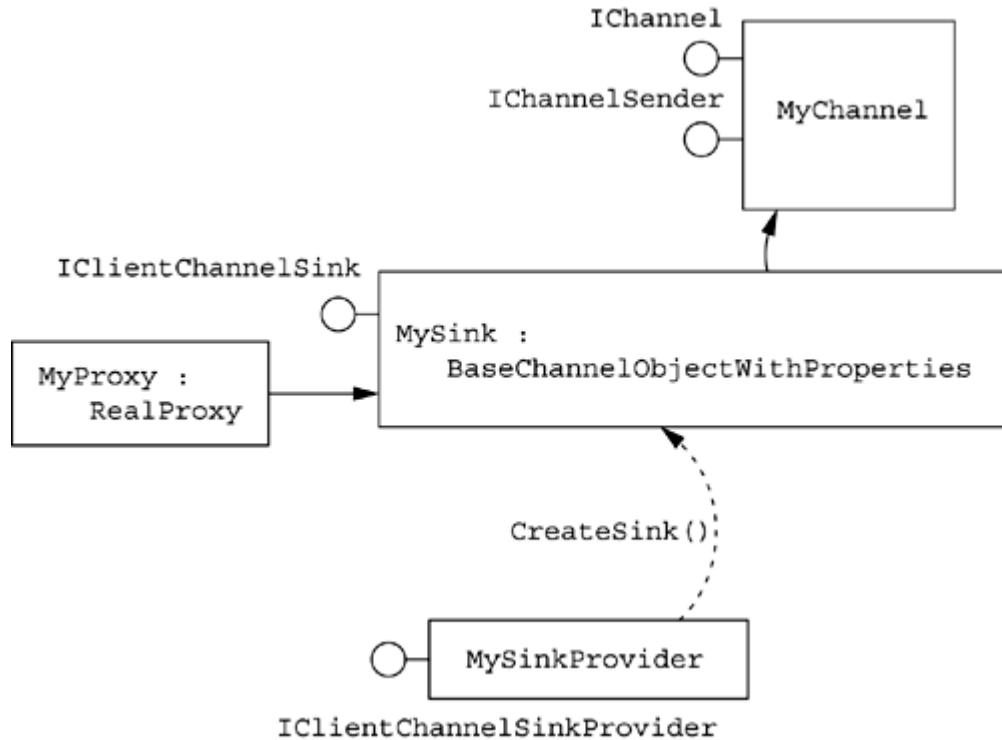 IChannel
IChannelSender
MyChannel
IClientChannelSink
MySink :
BaseChannelObjectWithProperties
MyProxy :
RealProxy
CreateSink()
MySinkProvider
IClientChannelSinkProvider